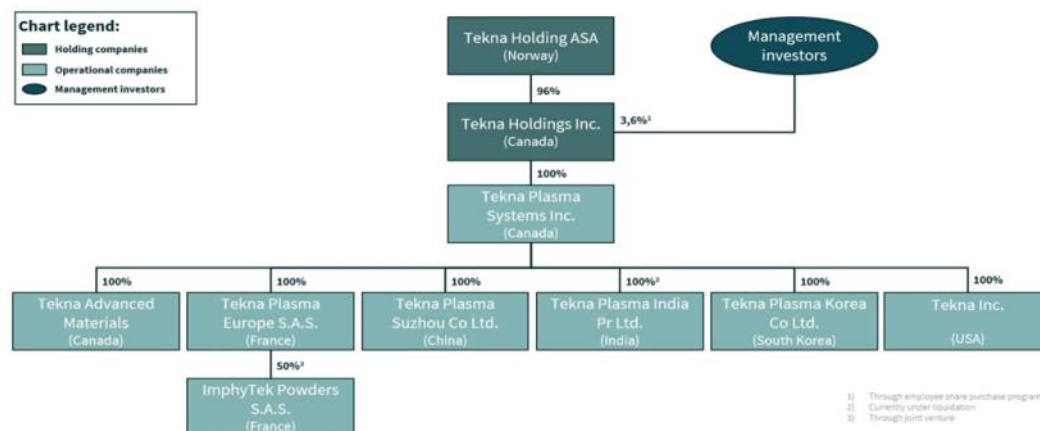 Chart legend:
Holding companies
Operational companies
Management investors
Tekna Holding ASA
(Norway)
Management
investors
96%
Tekna Holdings Inc.
(Canada)
3,6%¹
100%
Tekna Plasma
Systems Inc.
(Canada)
100%
100%
100%
100%²
100%
100%
Tekna Advanced
Materials
(Canada)
Tekna Plasma
Europe S.A.S.
(France)
Tekna Plasma
Suzhou Co Ltd.
(China)
Tekna Plasma India
Pr Ltd.
(India)
Tekna Plasma Korea
Co Ltd.
(South Korea)
Tekna Inc.
(USA)
50%³
ImphyTek Powders
S.A.S.
(France)
1) Through employee share purchase program
2) Currently under liquidation
3) Through joint venture